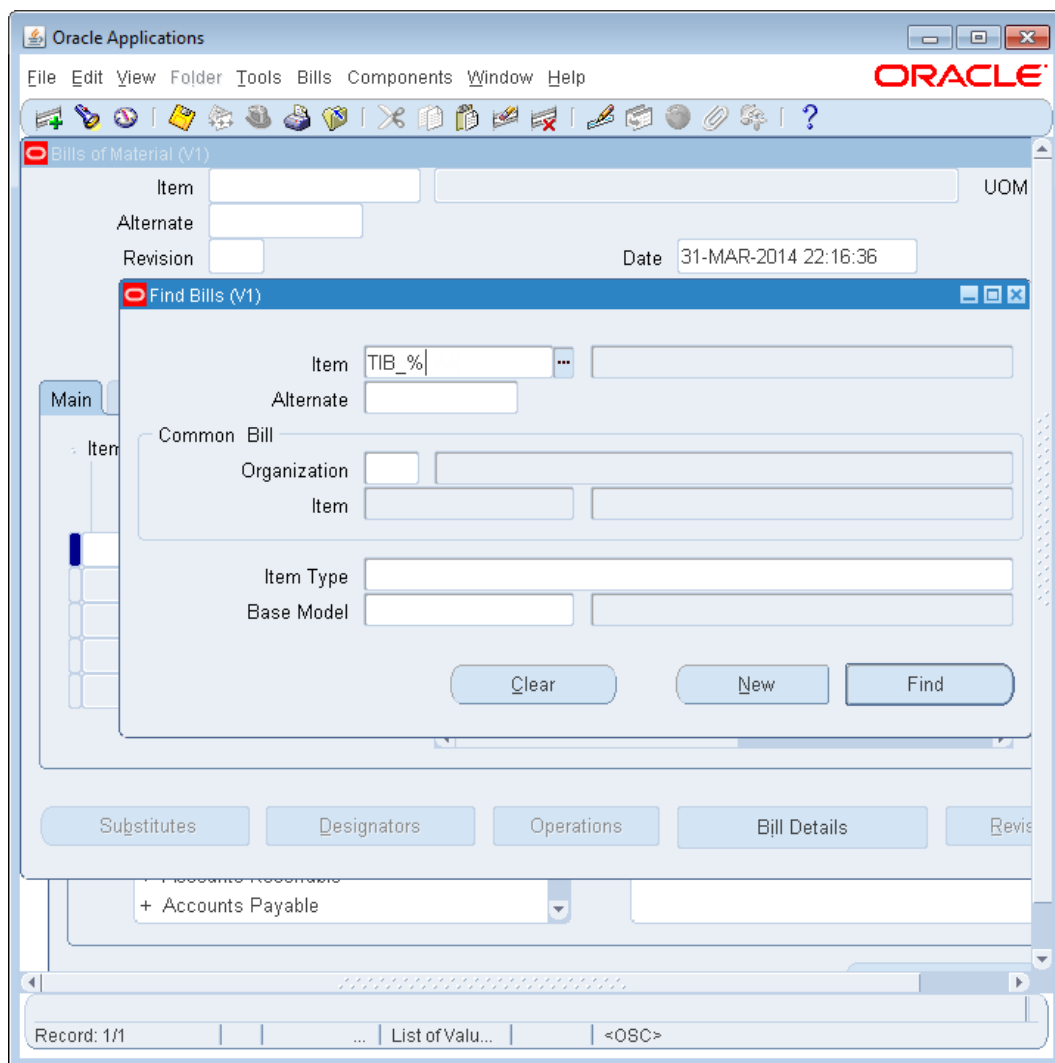 Oracle Applications
File Edit View Folder Tools Bills Components Window Help
ORACLE
?
Bills of Material (V1)
Item
UOM
Alternate
Revision
Date 31-MAR-2014 22:16:36
Find Bills (V1)
Item TIB_% ...
Alternate
Main
Common Bill
Item
Organization
Item
Item Type
Base Model
Clear New Find
Substitutes Designators Operations Bill Details Revis
+ Accounts Receivable
+ Accounts Payable
Record: 1/1 ... List of Valu... <OSC>